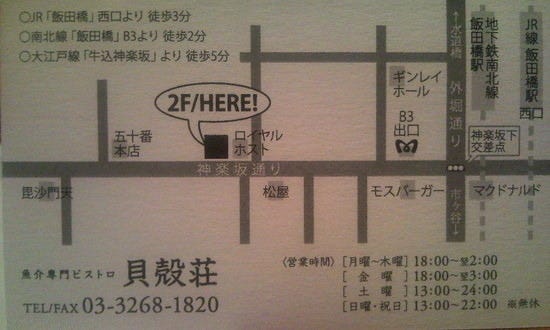 ○JR「飯田橋」西口より 徒歩3分
○南北線「飯田橋」B3より 徒歩2分
○大江戸線「牛込神楽坂」より 徒歩5分
↑水道橋
外堀通り
市ヶ谷↓
地下鉄南北線
飯田橋駅
JR線 飯田橋駅
西口
ギンレイ
ホール
B3
出口
神楽坂下
交差点
2F/HERE!
五十番
本店
ロイヤル
ホスト
神楽坂通り
毘沙門天
松屋
モスバーガー
マクドナルド
魚介専門ビストロ 貝殻荘
TEL/FAX 03-3268-1820
〈営業時間〉[月曜~木曜] 18:00~翌2:00
[金 曜] 18:00~翌3:00
[土 曜] 13:00~24:00
[日曜・祝日] 13:00~22:00 ※無休